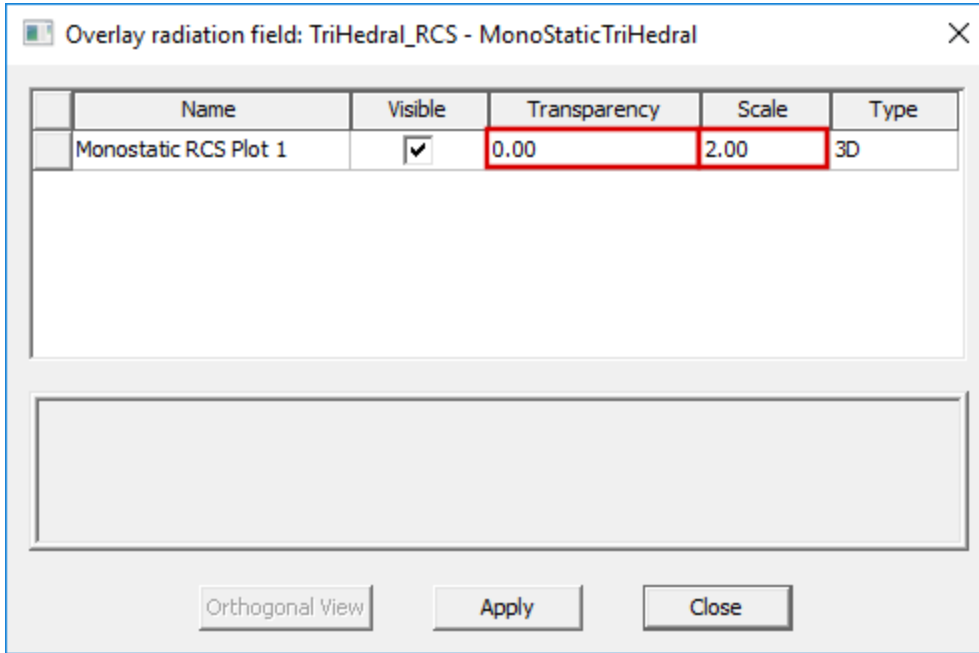 Overlay radiation field: TriHedral_RCS - MonoStaticTriHedral
Name Visible Transparency Scale Type
Monostatic RCS Plot 1 0.00 2.00 3D
Orthogonal View Apply Close